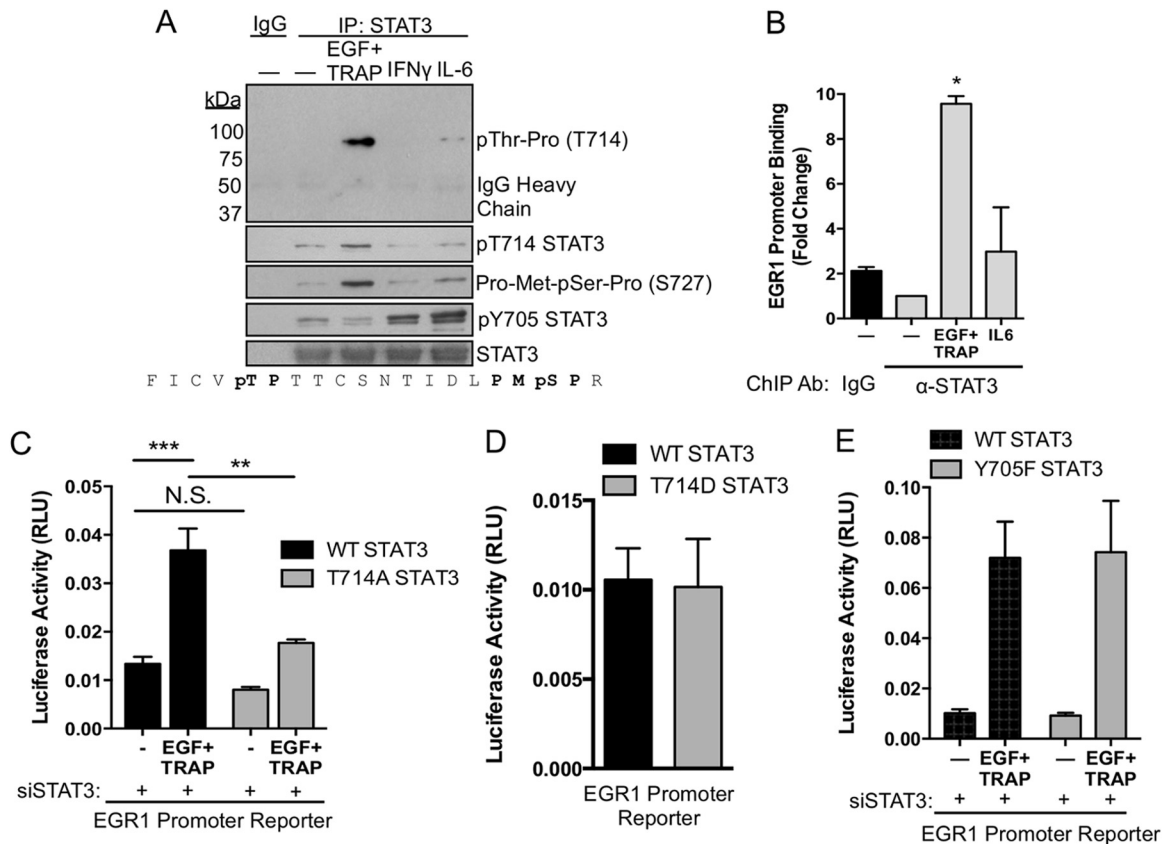 A
IgG IP: STAT3
EGF+
— — TRAP IFNγ IL-6
kDa
100
75
50
37
pThr-Pro (T714)
IgG Heavy
Chain
pT714 STAT3
Pro-Met-pSer-Pro (S727)
pY705 STAT3
STAT3
F I C V pT P T T C S N T I D L P M pS P R
B
EGR1 Promoter Binding
(Fold Change)
10
8
6
4
2
0
*
— — EGF+ IL6
TRAP
ChIP Ab: IgG α-STAT3
C
Luciferase Activity (RLU)
0.05
0.04
0.03
0.02
0.01
0.00
***
**
N.S.
WT STAT3
T714A STAT3
- EGF+ - EGF+
TRAP TRAP
siSTAT3: + + + +
EGR1 Promoter Reporter
D
WT STAT3
T714D STAT3
Luciferase Activity (RLU)
0.015
0.010
0.005
0.000
EGR1 Promoter
Reporter
E
WT STAT3
Y705F STAT3
Luciferase Activity (RLU)
0.10
0.08
0.06
0.04
0.02
0.00
— EGF+ — EGF+
TRAP TRAP
siSTAT3: + + + +
EGR1 Promoter Reporter